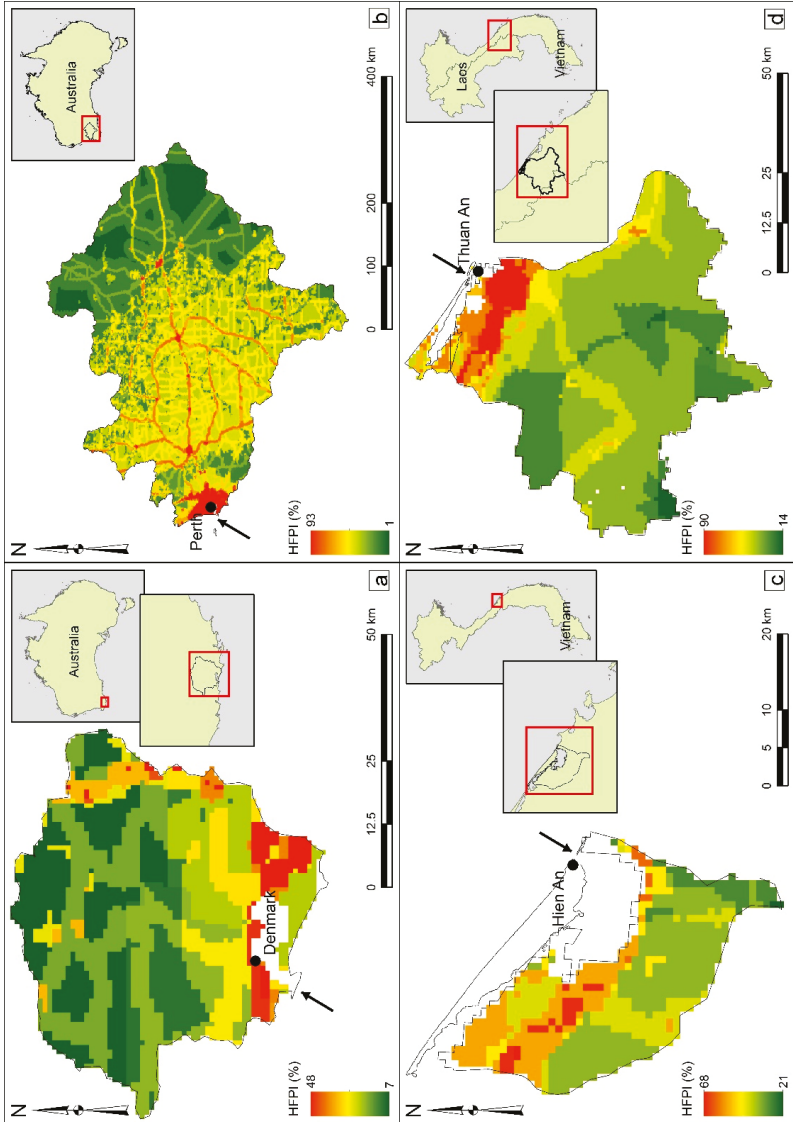 N
Australia
Denmark
HFPI (%)
48
7
0
12.5
25
50 km
a
N
Australia
Perth
HFPI (%)
93
1
0
100
200
400 km
b
N
Vietnam
Hien An
HFPI (%)
68
21
0
5
10
20 km
c
N
Laos
Vietnam
Thuan An
HFPI (%)
90
14
0
12.5
25
50 km
d